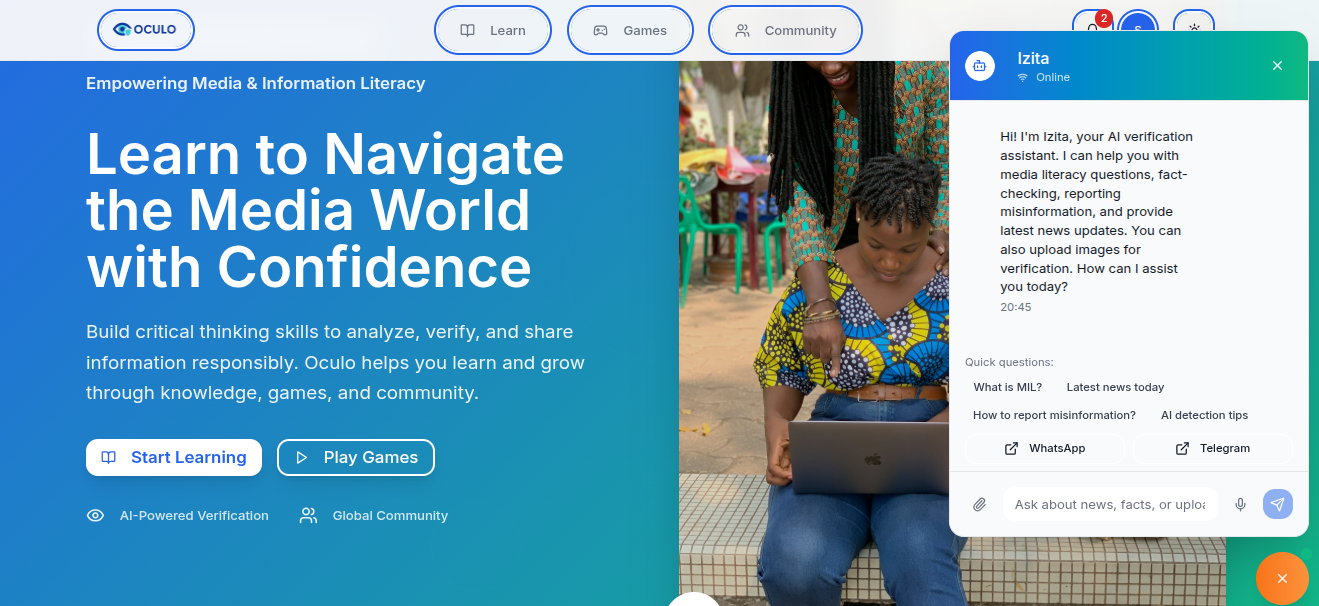 OCULO
Learn
Games
Community
2
S
Empowering Media & Information Literacy
Learn to Navigate
the Media World
with Confidence
Build critical thinking skills to analyze, verify, and share
information responsibly. Oculo helps you learn and grow
through knowledge, games, and community.
Start Learning
Play Games
AI-Powered Verification
Global Community
Izita
Online
Hi! I'm Izita, your AI verification
assistant. I can help you with
media literacy questions, fact-
checking, reporting
misinformation, and provide
latest news updates. You can
also upload images for
verification. How can I assist
you today?
20:45
Quick questions:
What is MIL?
Latest news today
How to report misinformation?
AI detection tips
WhatsApp
Telegram
Ask about news, facts, or uploa